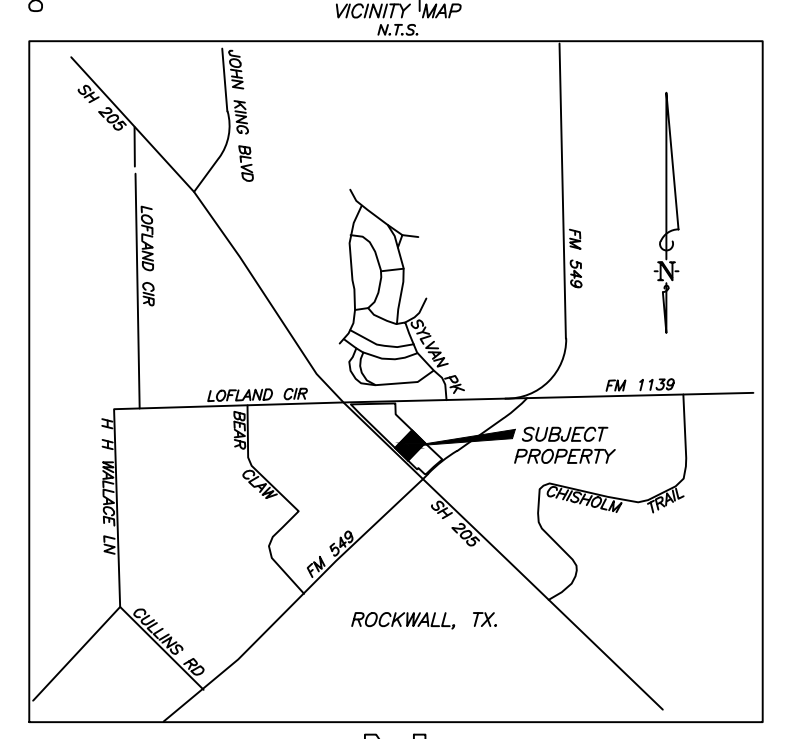 VICINITY MAP
N.T.S.
SH 205
JOHN KING BLVD
LOFLAND CIR
FM 549
N
SYLVAN PK
LOFLAND CIR
FM 1139
H H WALLACE LN
BEAR
CLAW
SUBJECT
PROPERTY
CHISHOLM
TRAIL
SH 205
FM 549
ROCKWALL, TX.
CULLINS RD